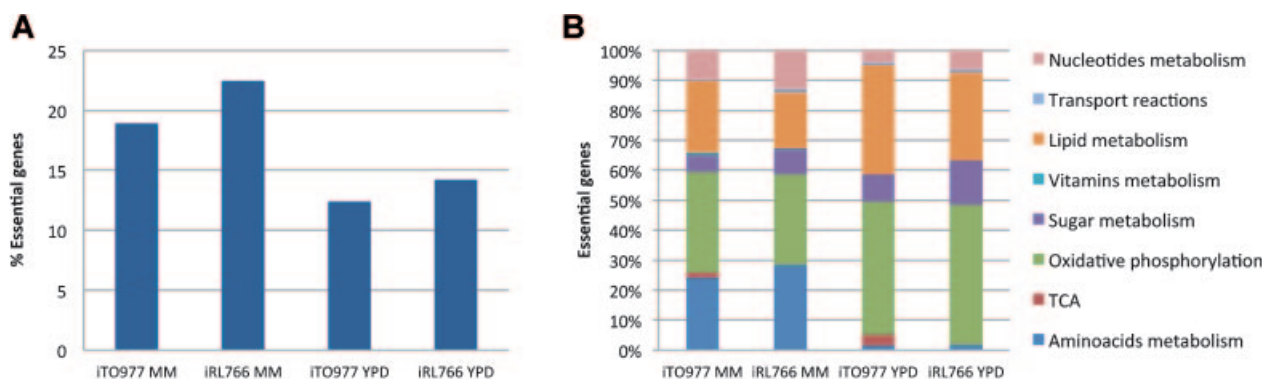 A
% Essential genes
25
20
15
10
5
0
iTO977 MM
iRL766 MM
iTO977 YPD
iRL766 YPD
B
Essential genes
100%
90%
80%
70%
60%
50%
40%
30%
20%
10%
0%
iTO977 MM
iRL766 MM
iTO977 YPD
iRL766 YPD
Nucleotides metabolism
Transport reactions
Lipid metabolism
Vitamins metabolism
Sugar metabolism
Oxidative phosphorylation
TCA
Aminoacids metabolism